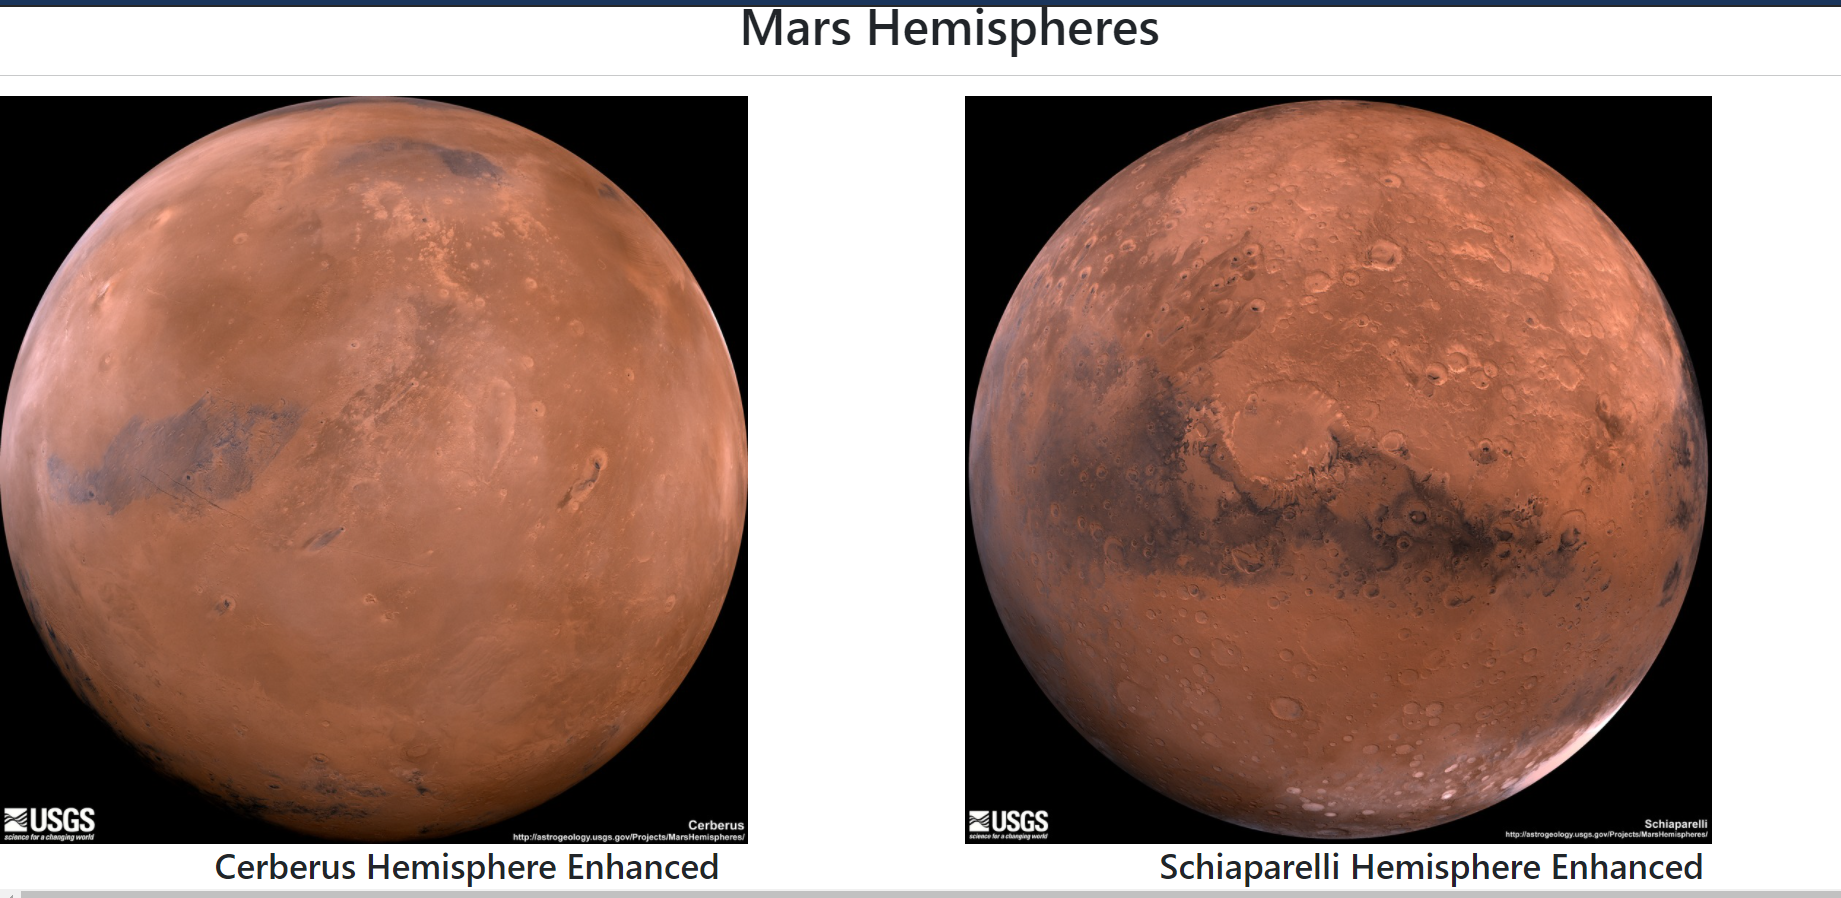 Mars Hemispheres
USGS
science for a changing world
Cerberus
http://astrogeology.usgs.gov/Projects/MarsHemispheres/
Cerberus Hemisphere Enhanced
USGS
science for a changing world
Schiaparelli
http://astrogeology.usgs.gov/Projects/MarsHemispheres/
Schiaparelli Hemisphere Enhanced